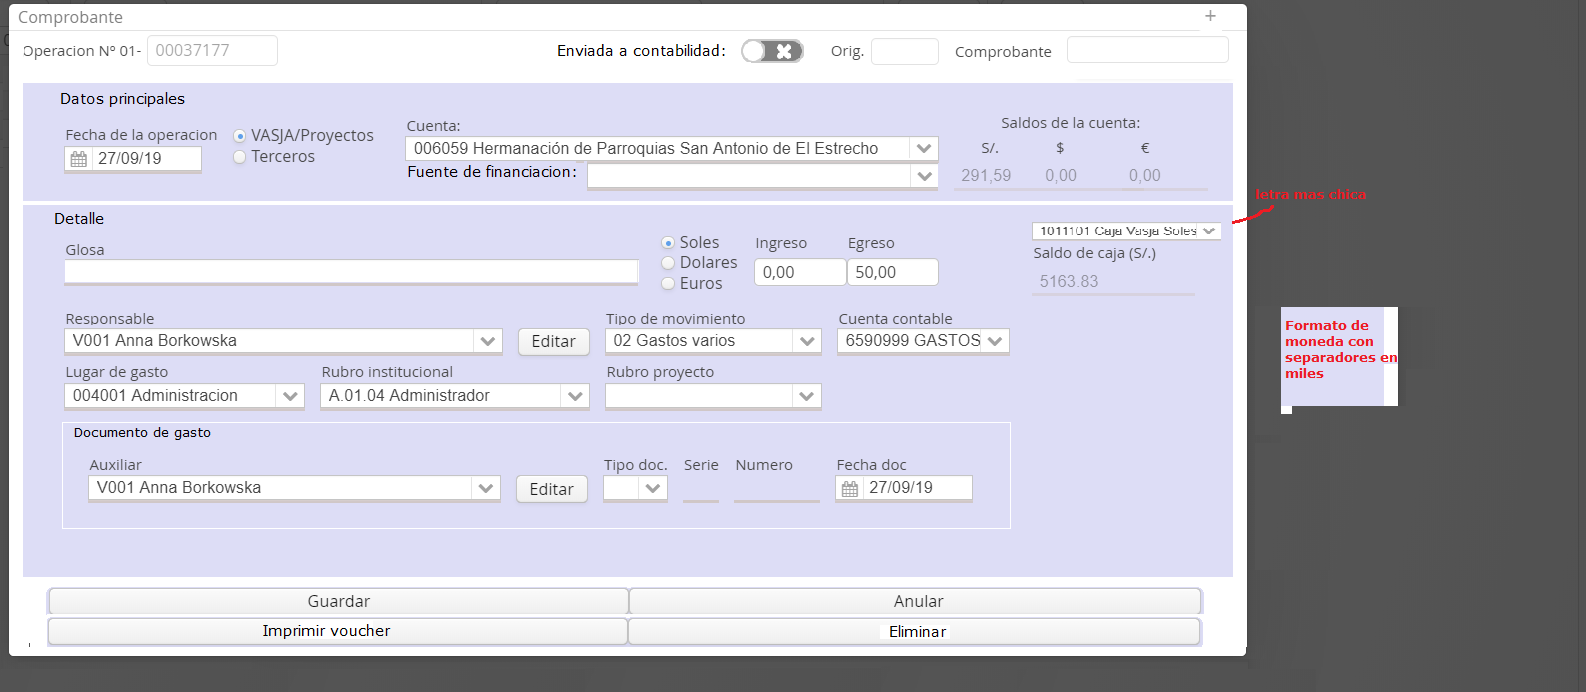 Comprobante
Operacion Nº 01- 00037177 Enviada a contabilidad: Orig. Comprobante
Datos principales
Fecha de la operacion VASJA/Proyectos Cuenta: Saldos de la cuenta:
27/09/19 Terceros 006059 Hermanación de Parroquias San Antonio de El Estrecho S/. $ €
Fuente de financiacion: 291,59 0,00 0,00
letra mas chica
Detalle
Glosa Soles Ingreso Egreso 1011101 Caja Vasja Soles
Dolares 0,00 50,00 Saldo de caja (S/.)
Euros 5163.83
Responsable Tipo de movimiento Cuenta contable
V001 Anna Borkowska Editar 02 Gastos varios 6590999 GASTOS
Lugar de gasto Rubro institucional Rubro proyecto
004001 Administracion A.01.04 Administrador
Formato de
moneda con
separadores en
miles
Documento de gasto
Auxiliar Tipo doc. Serie Numero Fecha doc
V001 Anna Borkowska Editar 27/09/19
Guardar Anular
Imprimir voucher Eliminar